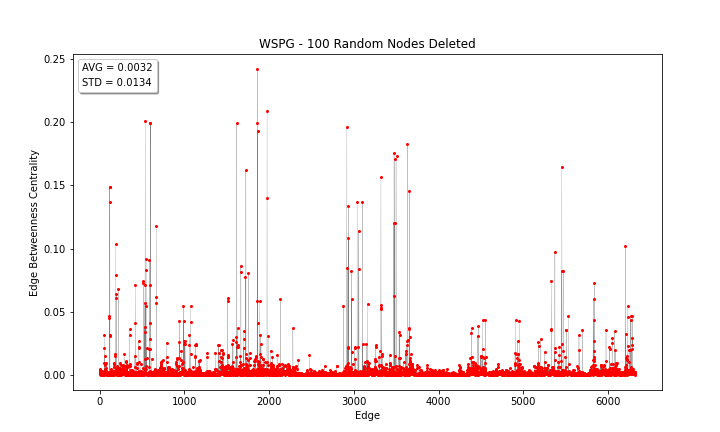 WSPG - 100 Random Nodes Deleted
AVG = 0.0032
STD = 0.0134
0.25
0.20
0.15
0.10
0.05
0.00
Edge Betweenness Centrality
0 1000 2000 3000 4000 5000 6000
Edge